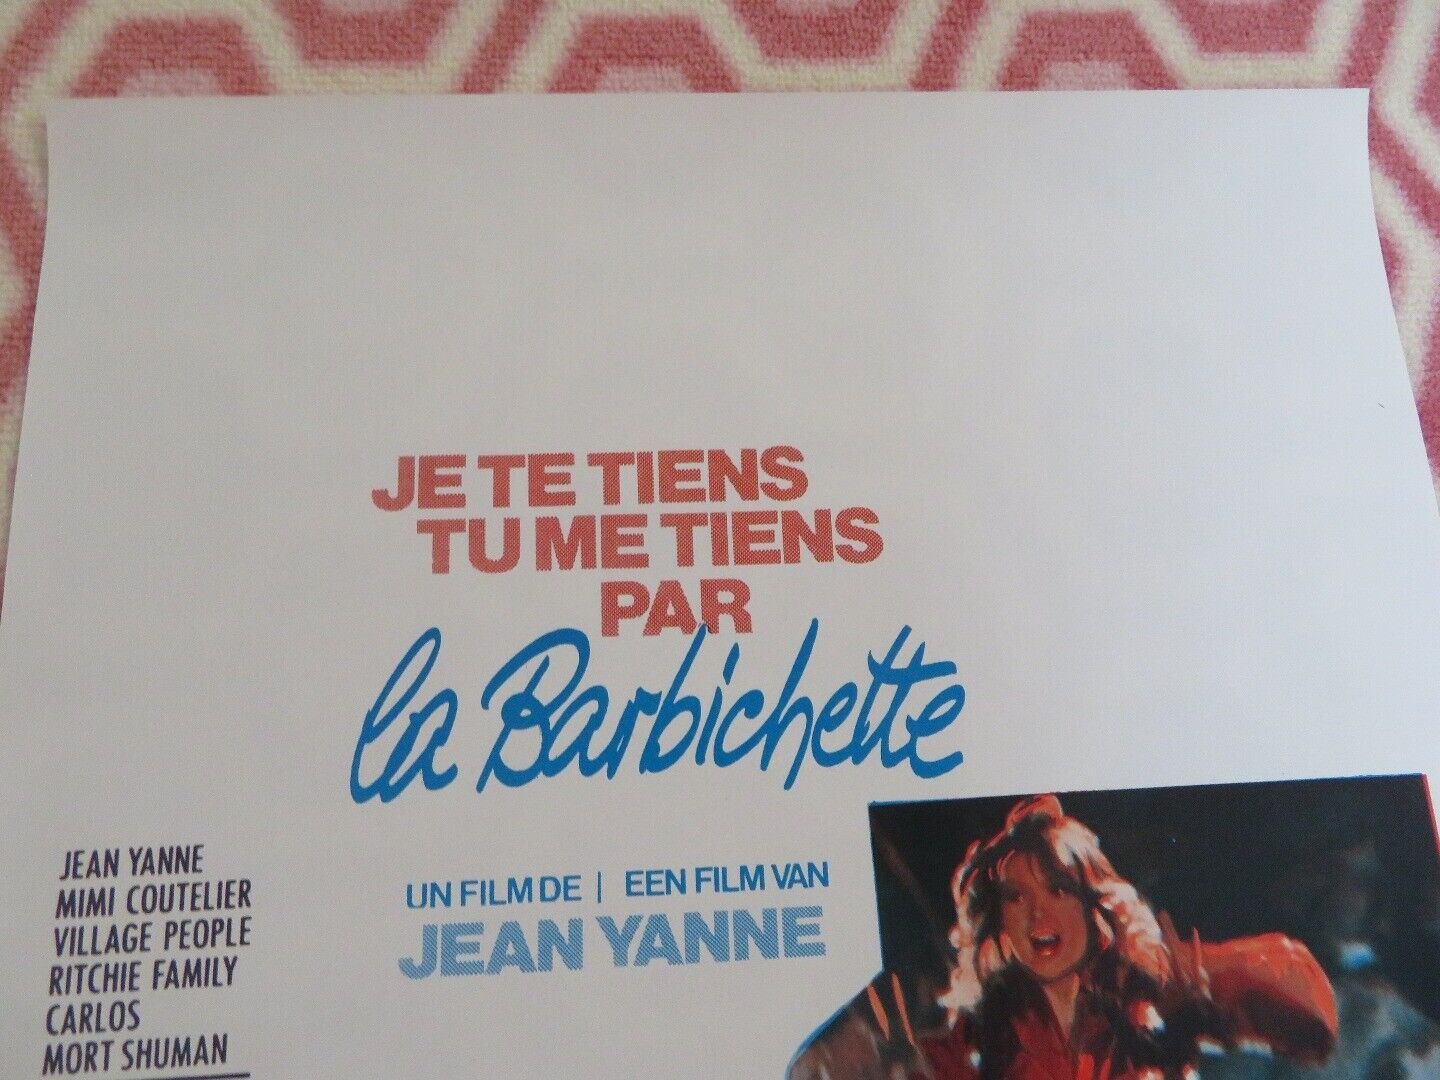 JE TE TIENS
TU ME TIENS
PAR
la Barbichette
UN FILM DE | EEN FILM VAN
JEAN YANNE
JEAN YANNE
MIMI COUTELIER
VILLAGE PEOPLE
RITCHIE FAMILY
CARLOS
MORT SHUMAN